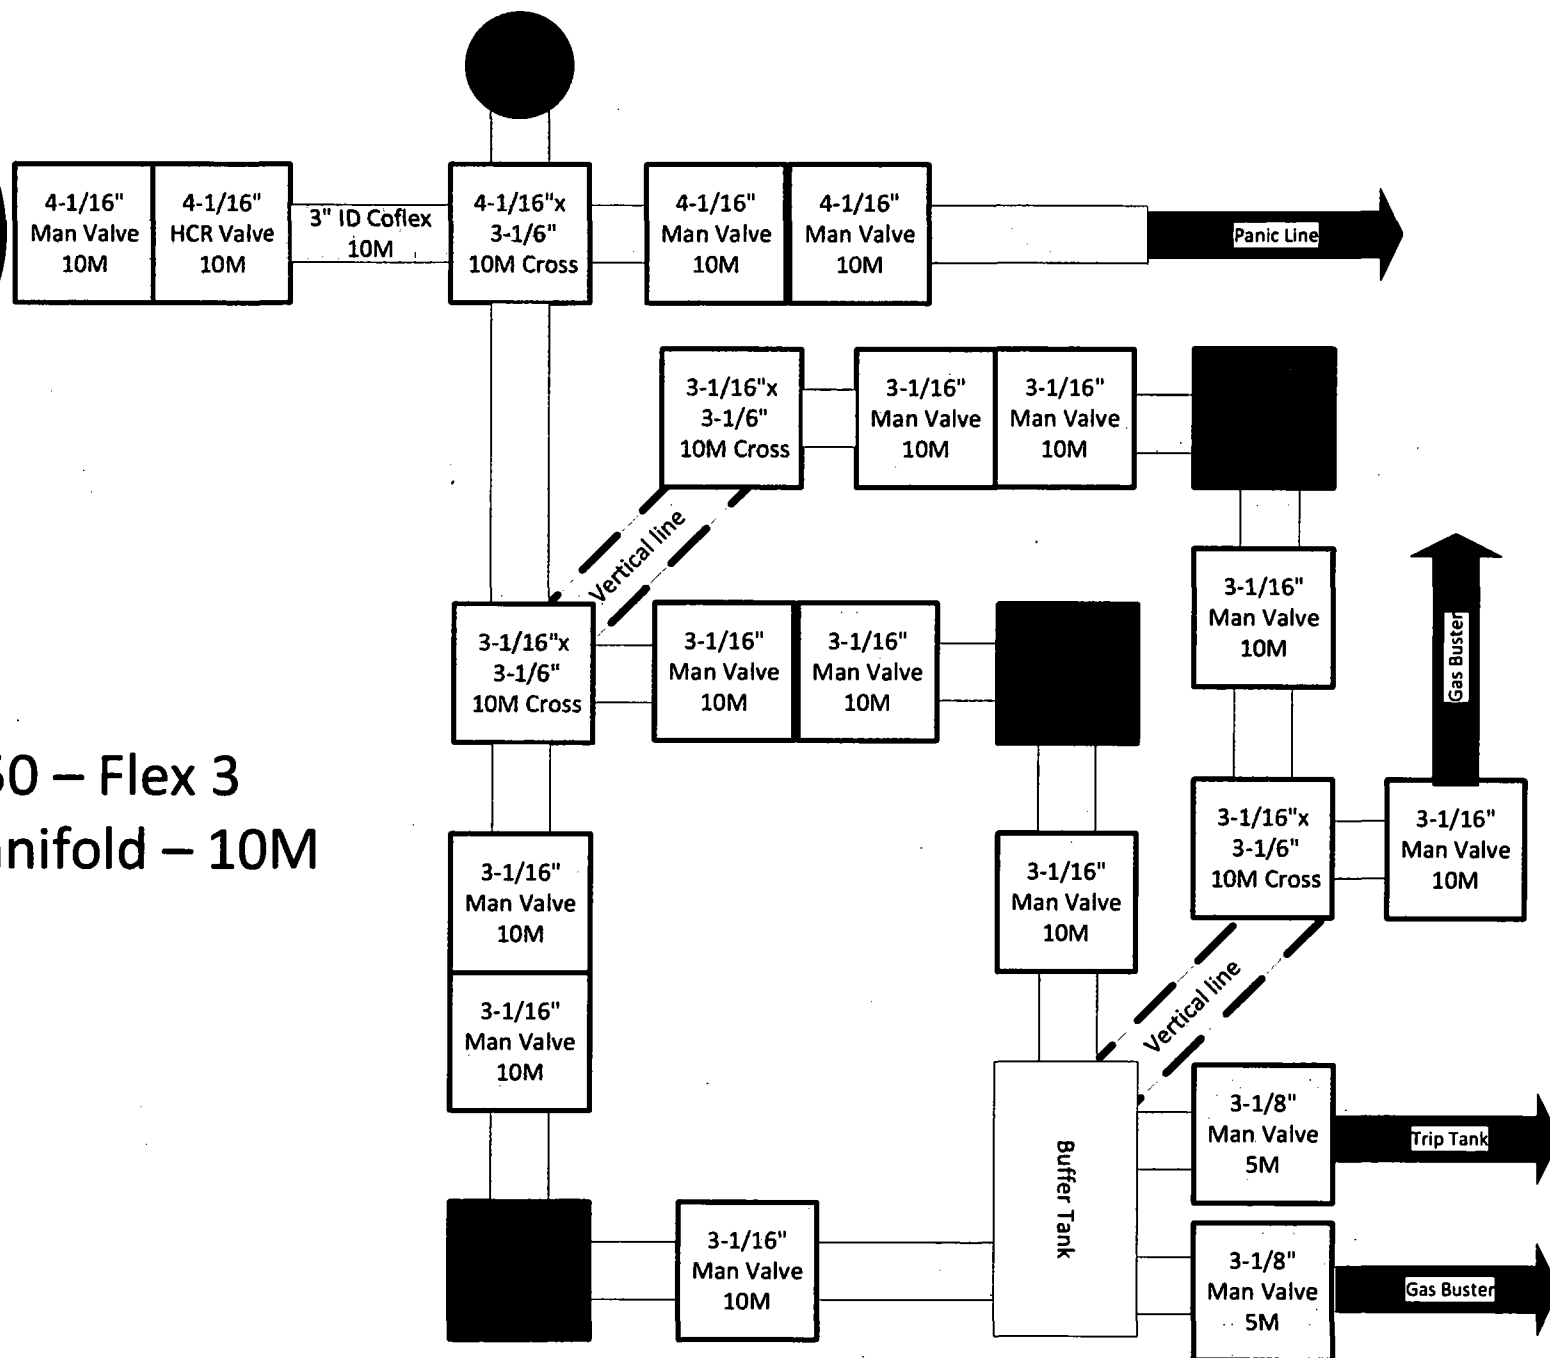 4-1/16"
Man Valve
10M
4-1/16"
HCR Valve
10M
3" ID Coflex
10M
4-1/16"x
3-1/6"
10M Cross
4-1/16"
Man Valve
10M
4-1/16"
Man Valve
10M
Panic Line
3-1/16"x
3-1/6"
10M Cross
3-1/16"
Man Valve
10M
3-1/16"
Man Valve
10M
Vertical line
3-1/16"
Man Valve
10M
Gas Buster
3-1/16"x
3-1/6"
10M Cross
3-1/16"
Man Valve
10M
3-1/16"
Man Valve
10M
50 – Flex 3
nifold – 10M
3-1/16"
Man Valve
10M
3-1/16"
Man Valve
10M
3-1/16"
Man Valve
10M
3-1/16"x
3-1/6"
10M Cross
3-1/16"
Man Valve
10M
Vertical line
Buffer Tank
3-1/8"
Man Valve
5M
Trip Tank
3-1/16"
Man Valve
10M
3-1/8"
Man Valve
5M
Gas Buster